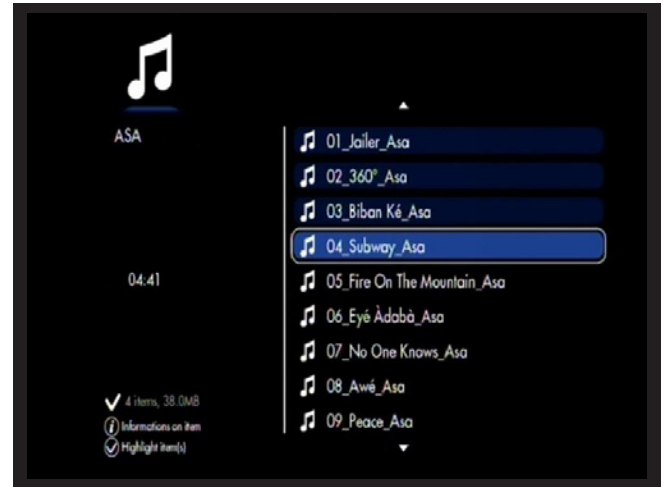 ASA
01_Jailer_Asa
02_360°_Asa
03_Biban Ké_Asa
04_Subway_Asa
04:41
05_Fire On The Mountain_Asa
06_Eyé Àdabà_Asa
07_No One Knows_Asa
08_Awé_Asa
09_Peace_Asa
4 items, 38.0MB
Informations on item
Highlight item(s)